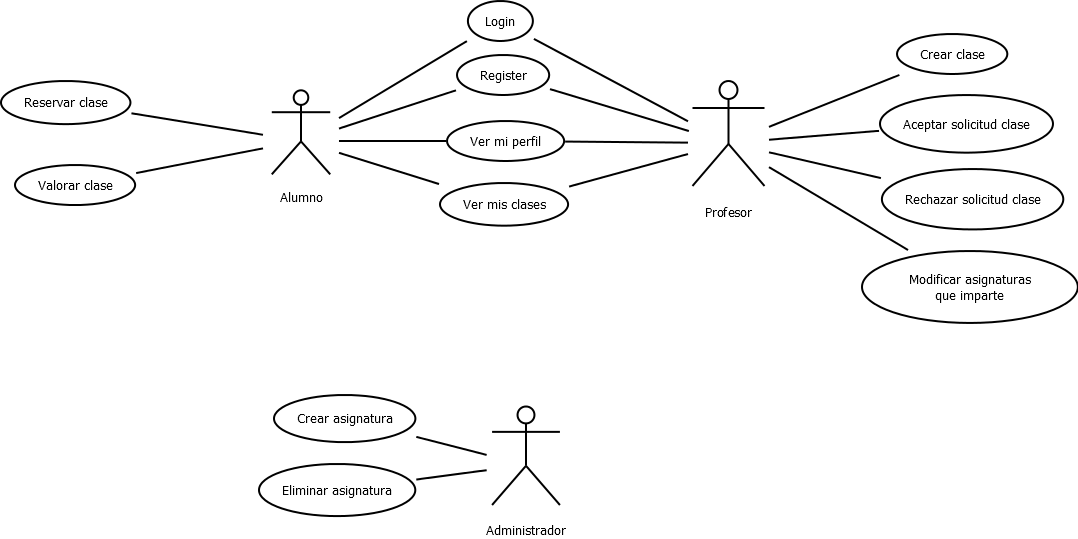 Login
Register
Ver mi perfil
Ver mis clases
Reservar clase
Valorar clase
Alumno
Profesor
Crear clase
Aceptar solicitud clase
Rechazar solicitud clase
Modificar asignaturas
que imparte
Crear asignatura
Eliminar asignatura
Administrador